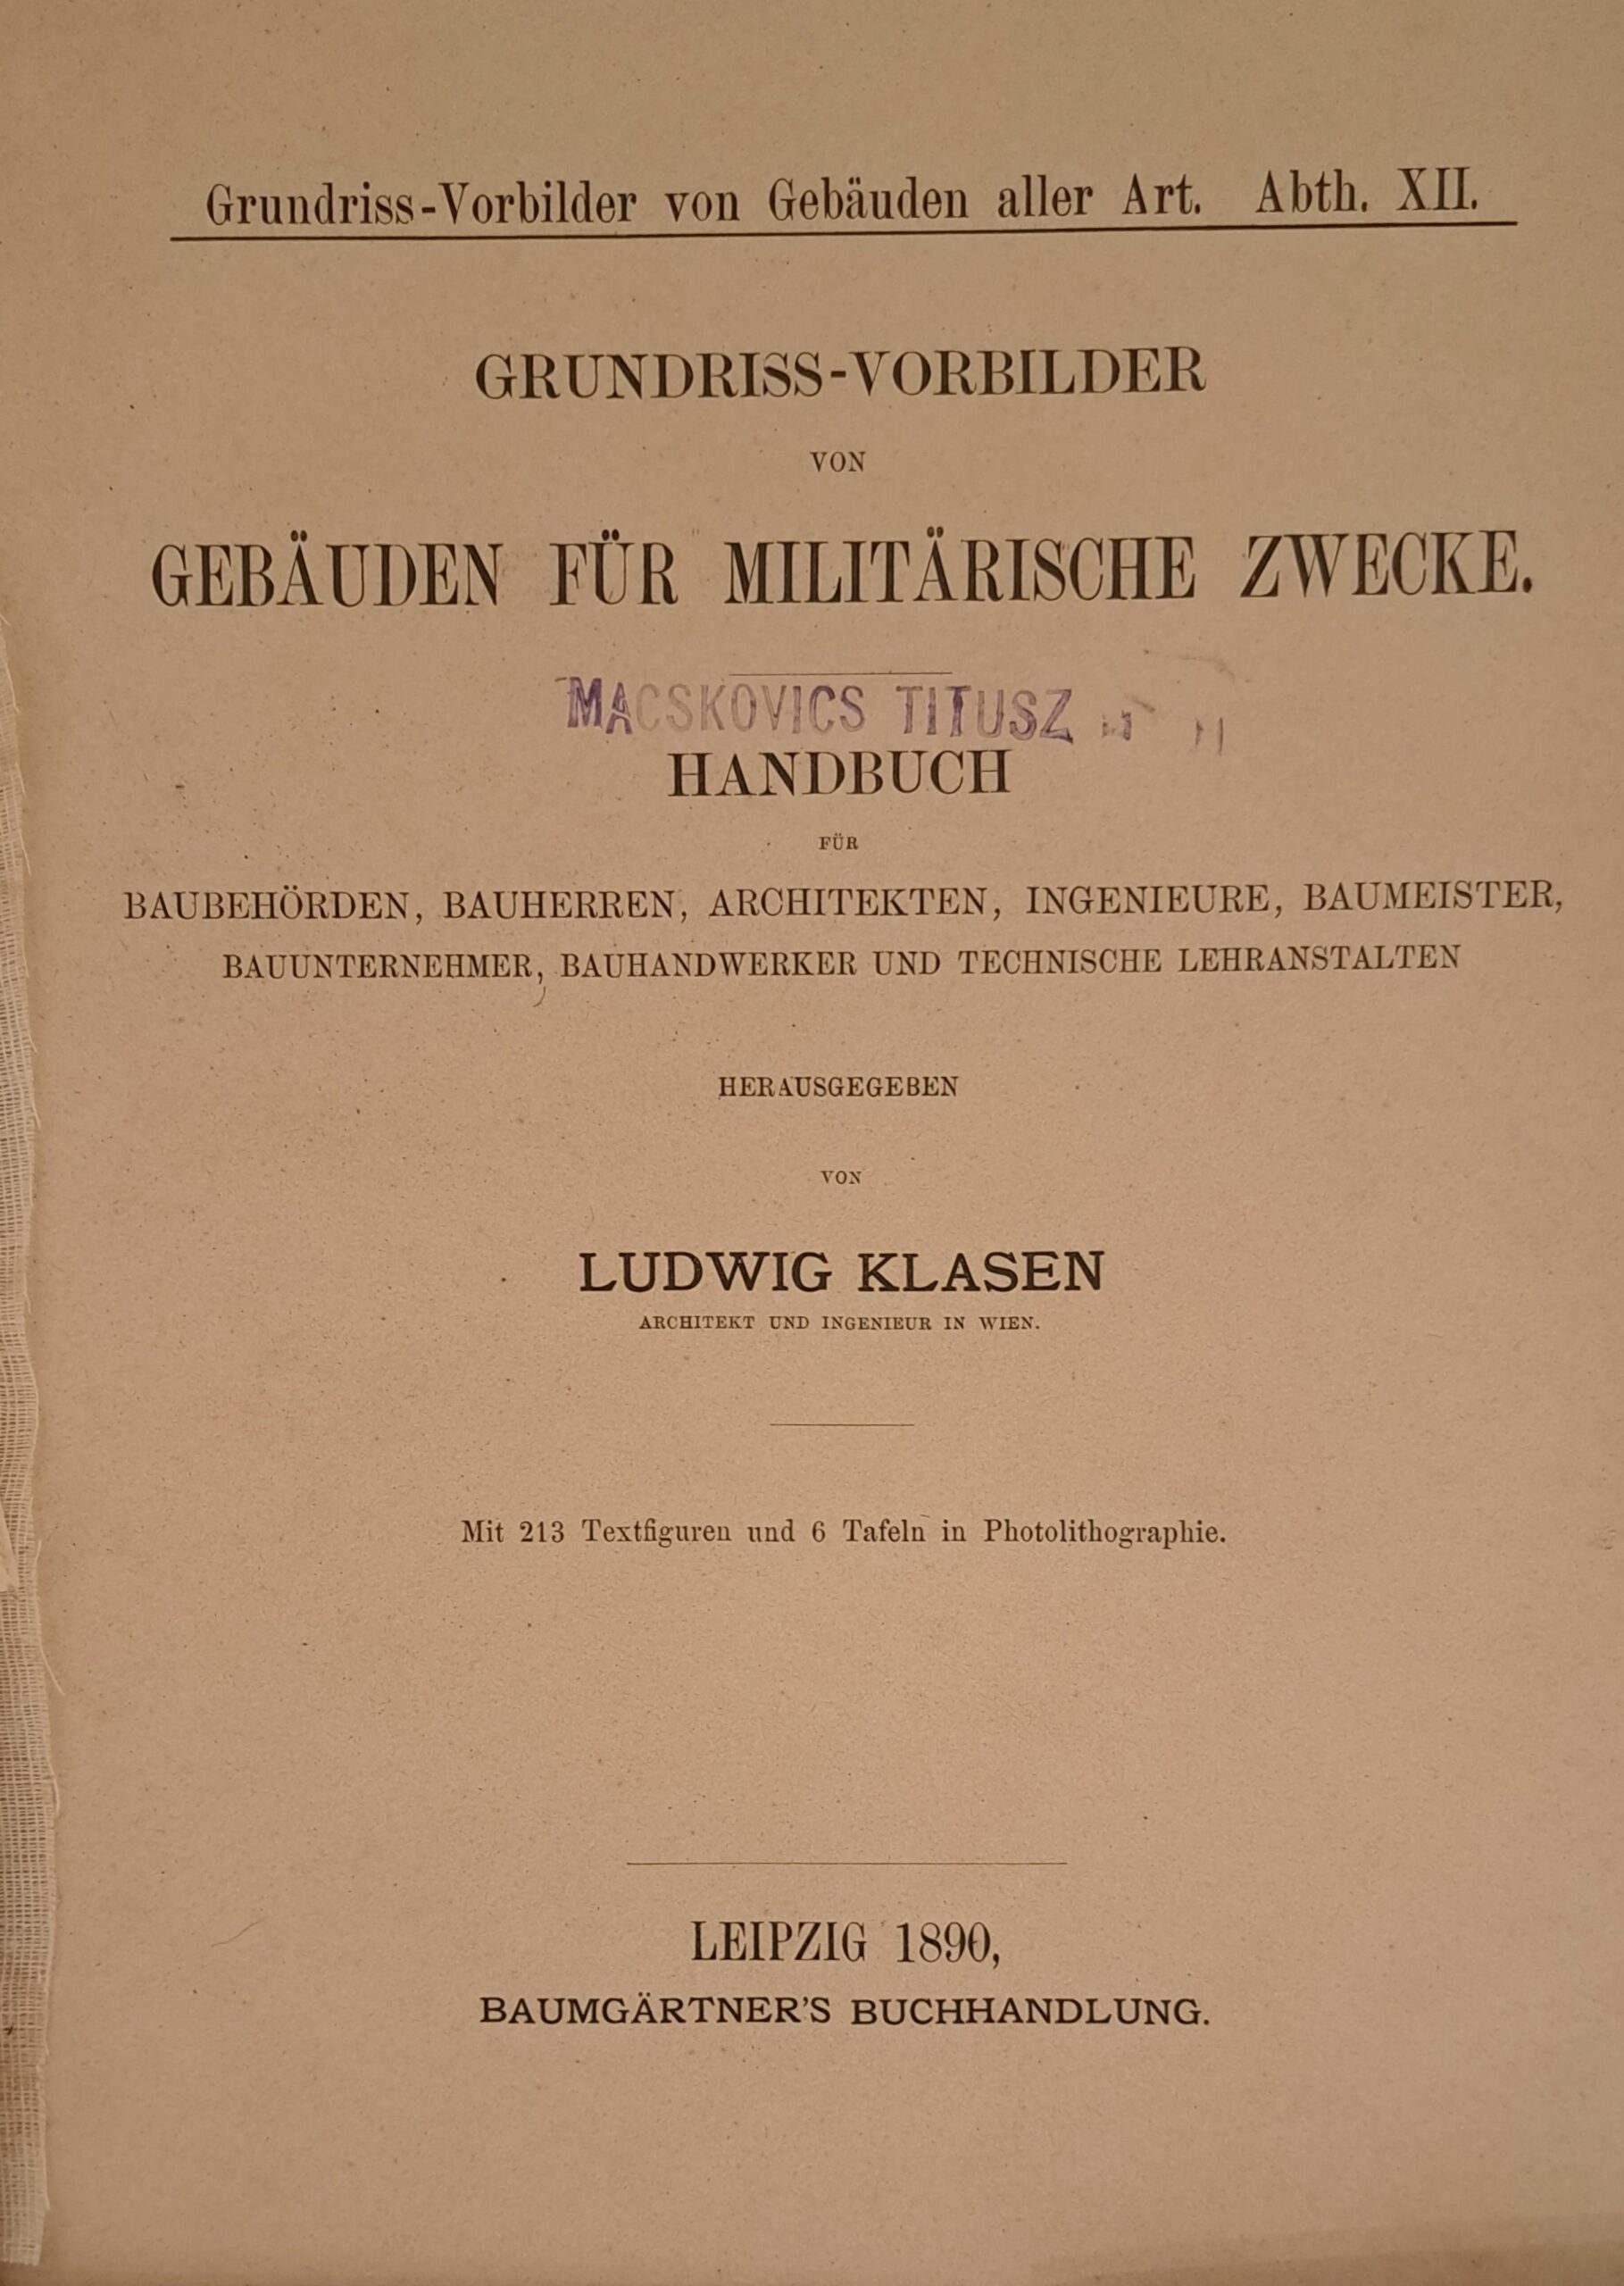 Grundriss-Vorbilder von Gebäuden aller Art. Abth. XII.
GRUNDRISS-VORBILDER
VON
GEBÄUDEN FÜR MILITÄRISCHE ZWECKE.
MACSKOVICS TITUSZ
HANDBUCH
FÜR
BAUBEHÖRDEN, BAUHERREN, ARCHITEKTEN, INGENIEURE, BAUMEISTER,
BAUUNTERNEHMER, BAUHANDWERKER UND TECHNISCHE LEHRANSTALTEN
HERAUSGEGEBEN
VON
LUDWIG KLASEN
ARCHITEKT UND INGENIEUR IN WIEN.
Mit 213 Textfiguren und 6 Tafeln in Photolithographie.
LEIPZIG 1890,
BAUMGÄRTNER'S BUCHHANDLUNG.